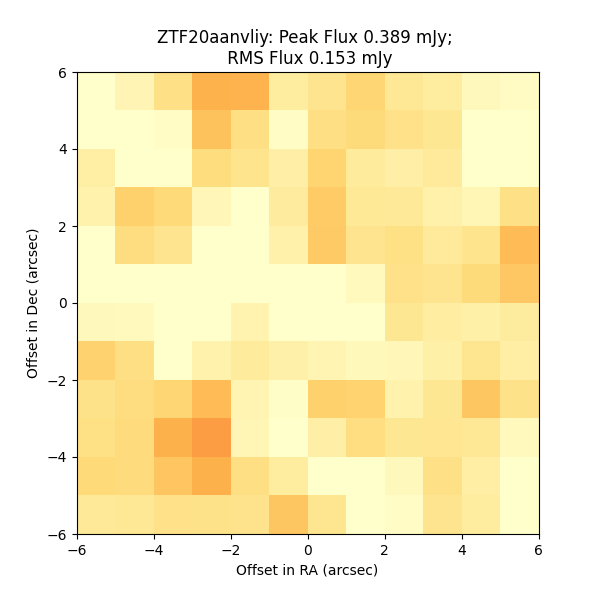 ZTF20aanvliy: Peak Flux 0.389 mJy;
RMS Flux 0.153 mJy
6
4
2
0
−2
−4
−6
Offset in Dec (arcsec)
−6 −4 −2 0 2 4 6
Offset in RA (arcsec)